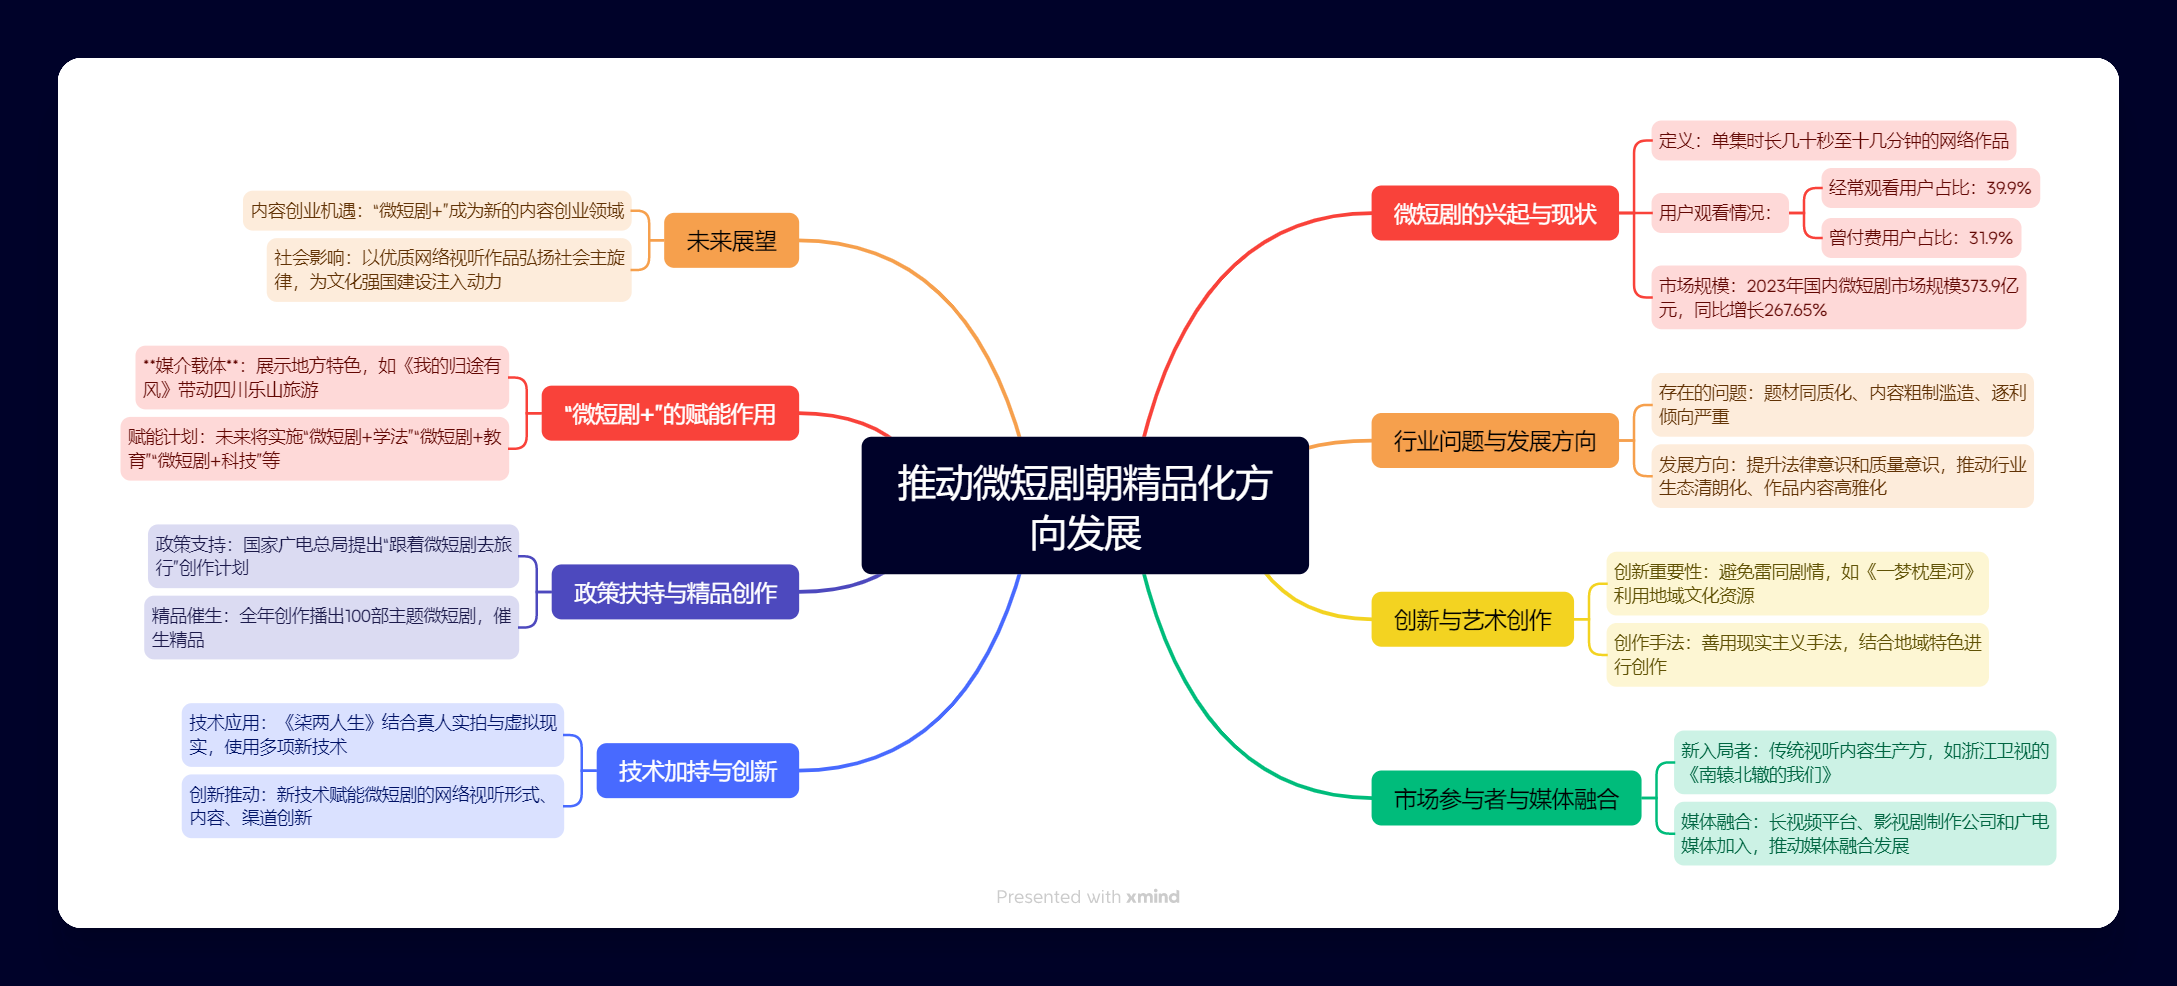 推动微短剧朝精品化方
向发展
微短剧的兴起与现状
定义：单集时长几十秒至十几分钟的网络作品
用户观看情况：
经常观看用户占比：39.9%
曾付费用户占比：31.9%
市场规模：2023年国内微短剧市场规模373.9亿
元，同比增长267.65%
行业问题与发展方向
存在的问题：题材同质化、内容粗制滥造、逐利
倾向严重
发展方向：提升法律意识和质量意识，推动行业
生态清朗化、作品内容高雅化
创新与艺术创作
创新重要性：避免雷同剧情，如《一梦枕星河》
利用地域文化资源
创作手法：善用现实主义手法，结合地域特色进
行创作
市场参与者与媒体融合
新入局者：传统视听内容生产方，如浙江卫视的
《南辕北辙的我们》
媒体融合：长视频平台、影视剧制作公司和广电
媒体加入，推动媒体融合发展
未来展望
内容创业机遇：“微短剧+”成为新的内容创业领域
社会影响：以优质网络视听作品弘扬社会主旋
律，为文化强国建设注入动力
“微短剧+”的赋能作用
**媒介载体**：展示地方特色，如《我的归途有
风》带动四川乐山旅游
赋能计划：未来将实施“微短剧+学法”“微短剧+教
育”“微短剧+科技”等
政策扶持与精品创作
政策支持：国家广电总局提出“跟着微短剧去旅
行”创作计划
精品催生：全年创作播出100部主题微短剧，催
生精品
技术加持与创新
技术应用：《柒两人生》结合真人实拍与虚拟现
实，使用多项新技术
创新推动：新技术赋能微短剧的网络视听形式、
内容、渠道创新
Presented with xmind